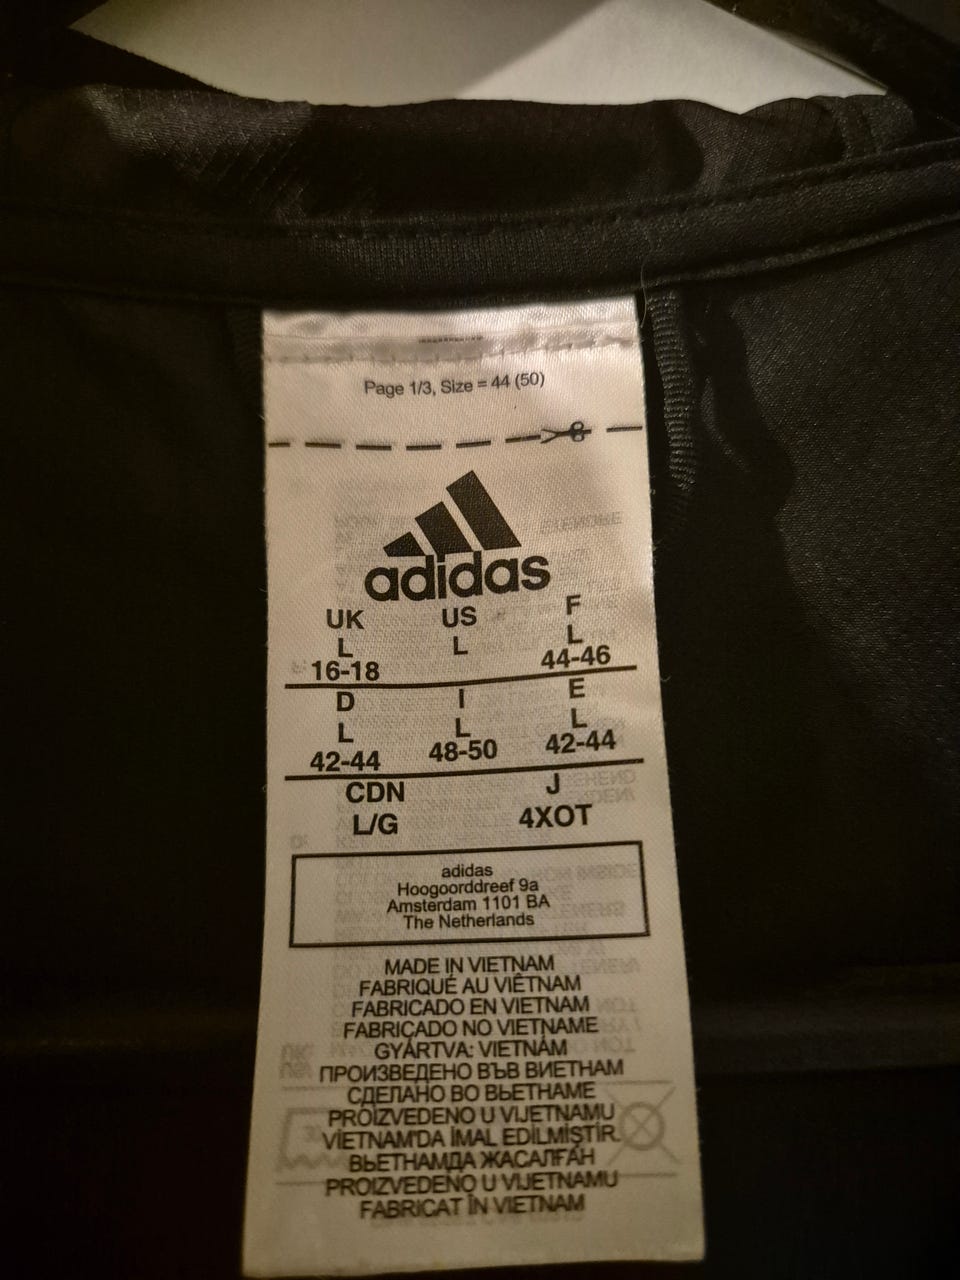 Page 1/3, Size = 44 (50)
adidas
UK US F
L L L
16-18 44-46
D I E
L L L
42-44 48-50 42-44
CDN J
L/G 4XOT
adidas
Hoogoorddreef 9a
Amsterdam 1101 BA
The Netherlands
MADE IN VIETNAM
FABRIQUÉ AU VIÊTNAM
FABRICADO EN VIETNAM
FABRICADO NO VIETNAME
GYÁRTVA: VIETNÁM
ПРОИЗВЕДЕНО ВЪВ ВИЕТНАМ
СДЕЛАНО ВО ВЬЕТНАМЕ
PROIZVEDENO U VIJETNAMU
VİETNAM'DA İMAL EDİLMİŞTİR.
ВЬЕТНАМДА ЖАСАЛҒАН
PROIZVEDENO U VIJETNAMU
FABRICAT ÎN VIETNAM